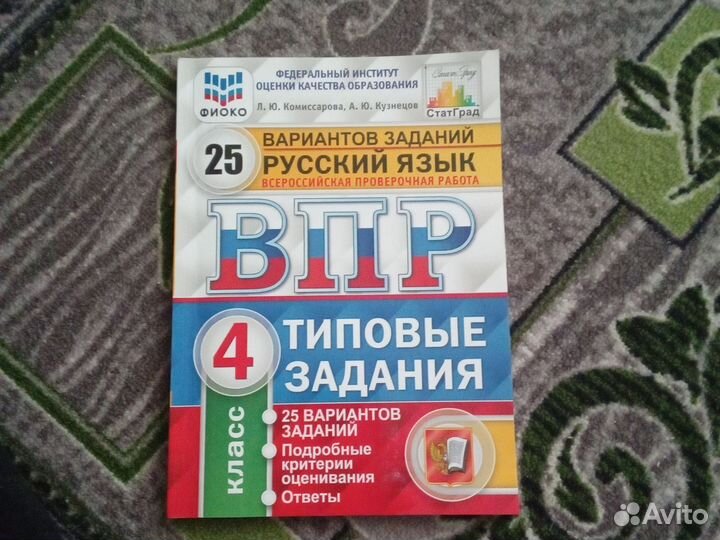 ФИОКО
ФЕДЕРАЛЬНЫЙ ИНСТИТУТ
ОЦЕНКИ КАЧЕСТВА ОБРАЗОВАНИЯ
Л. Ю. Комиссарова, А. Ю. Кузнецов
СтатГрад
25
ВАРИАНТОВ ЗАДАНИЙ
РУССКИЙ ЯЗЫК
ВСЕРОССИЙСКАЯ ПРОВЕРОЧНАЯ РАБОТА
ВПР
4
класс
ТИПОВЫЕ
ЗАДАНИЯ
25 ВАРИАНТОВ
ЗАДАНИЙ
Подробные
критерии
оценивания
Ответы
Avito